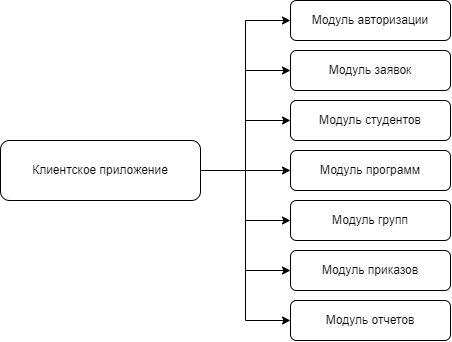 Модуль авторизации
Модуль заявок
Модуль студентов
Клиентское приложение
Модуль программ
Модуль групп
Модуль приказов
Модуль отчетов